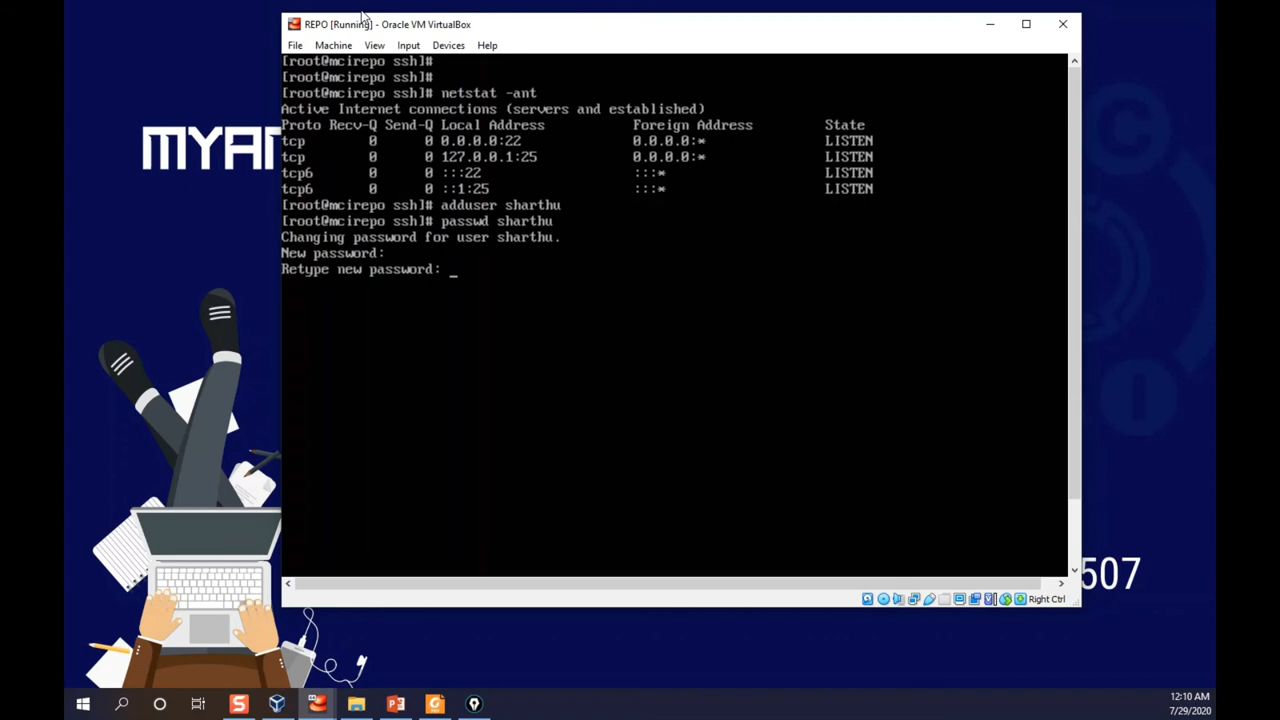 REPO [Running] - Oracle VM VirtualBox
File Machine View Input Devices Help
[root@mcirepo ssh]#
[root@mcirepo ssh]#
[root@mcirepo ssh]# netstat -ant
Active Internet connections (servers and established)
Proto Recv-Q Send-Q Local Address Foreign Address State
tcp 0 0 0.0.0.0:22 0.0.0.0:* LISTEN
tcp 0 0 127.0.0.1:25 0.0.0.0:* LISTEN
tcp6 0 0 :::22 :::* LISTEN
tcp6 0 0 ::1:25 :::* LISTEN
[root@mcirepo ssh]# adduser sharthu
[root@mcirepo ssh]# passwd sharthu
Changing password for user sharthu.
New password:
Retype new password: _
Right Ctrl
MYAN
507
12:10 AM
7/29/2020